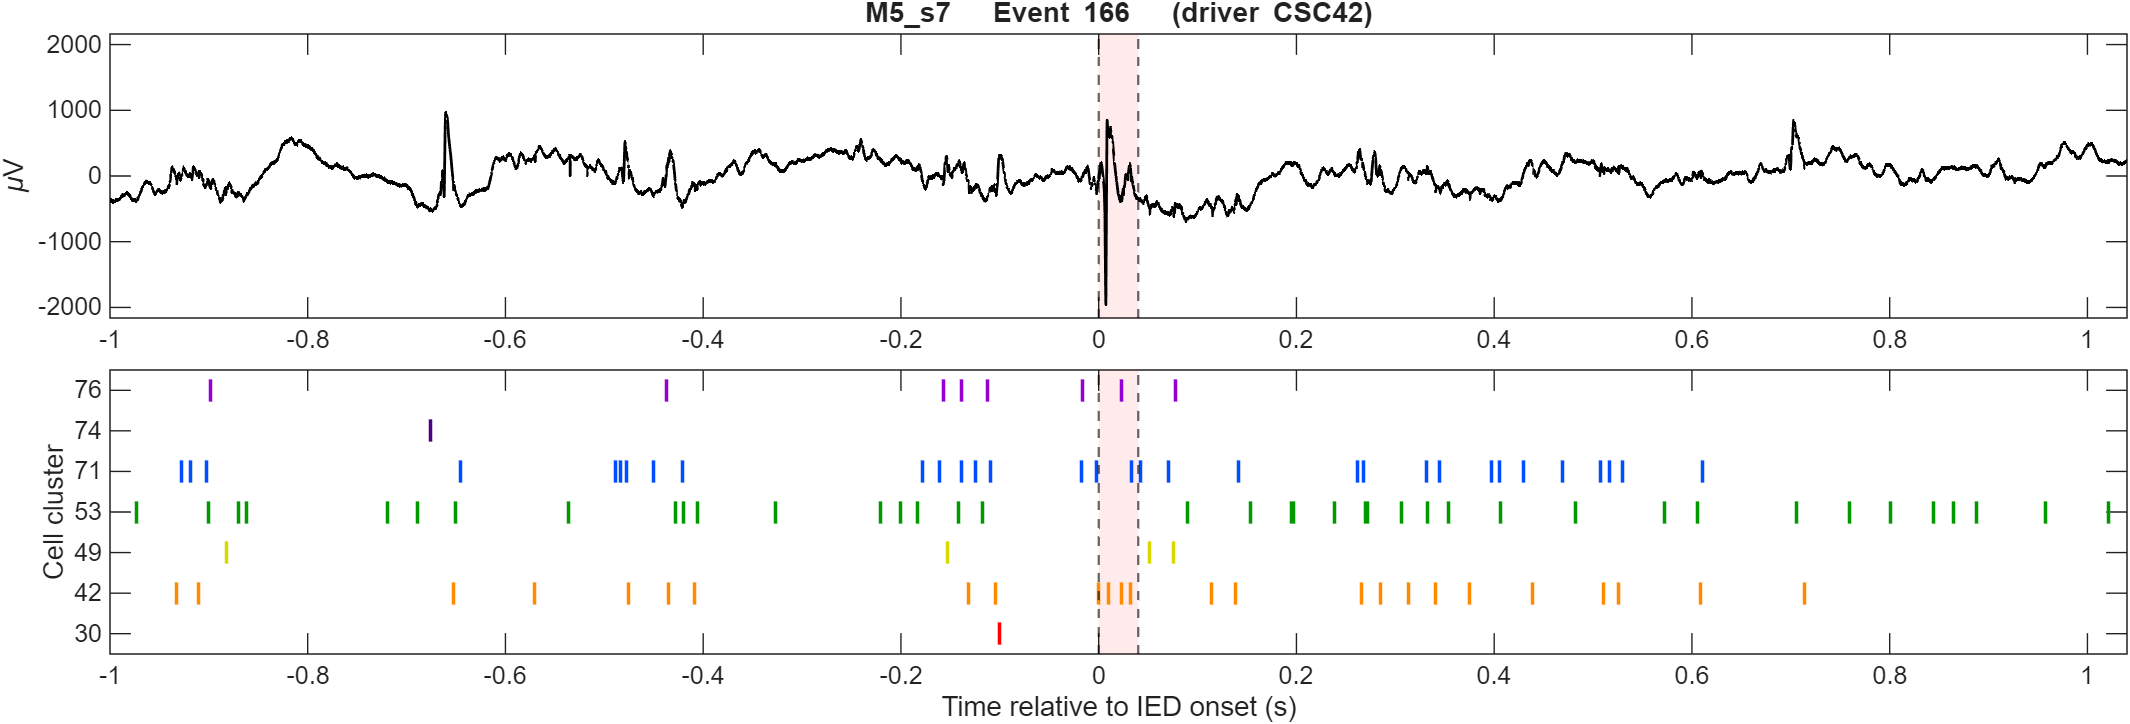 M5_s7 Event 166 (driver CSC42)
2000
1000
0
-1000
-2000
µV
-1 -0.8 -0.6 -0.4 -0.2 0 0.2 0.4 0.6 0.8 1
76
74
71
53
49
42
30
Cell cluster
-1 -0.8 -0.6 -0.4 -0.2 0 0.2 0.4 0.6 0.8 1
Time relative to IED onset (s)